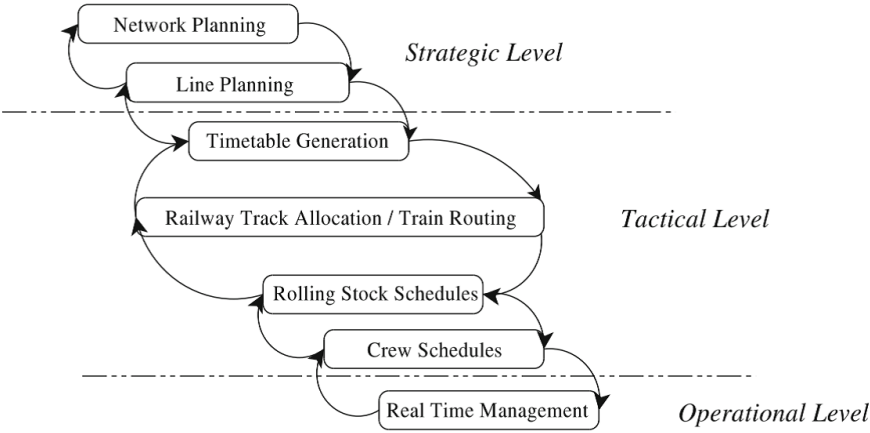 Network Planning
Strategic Level
Line Planning
Timetable Generation
Railway Track Allocation / Train Routing
Tactical Level
Rolling Stock Schedules
Crew Schedules
Real Time Management
Operational Level